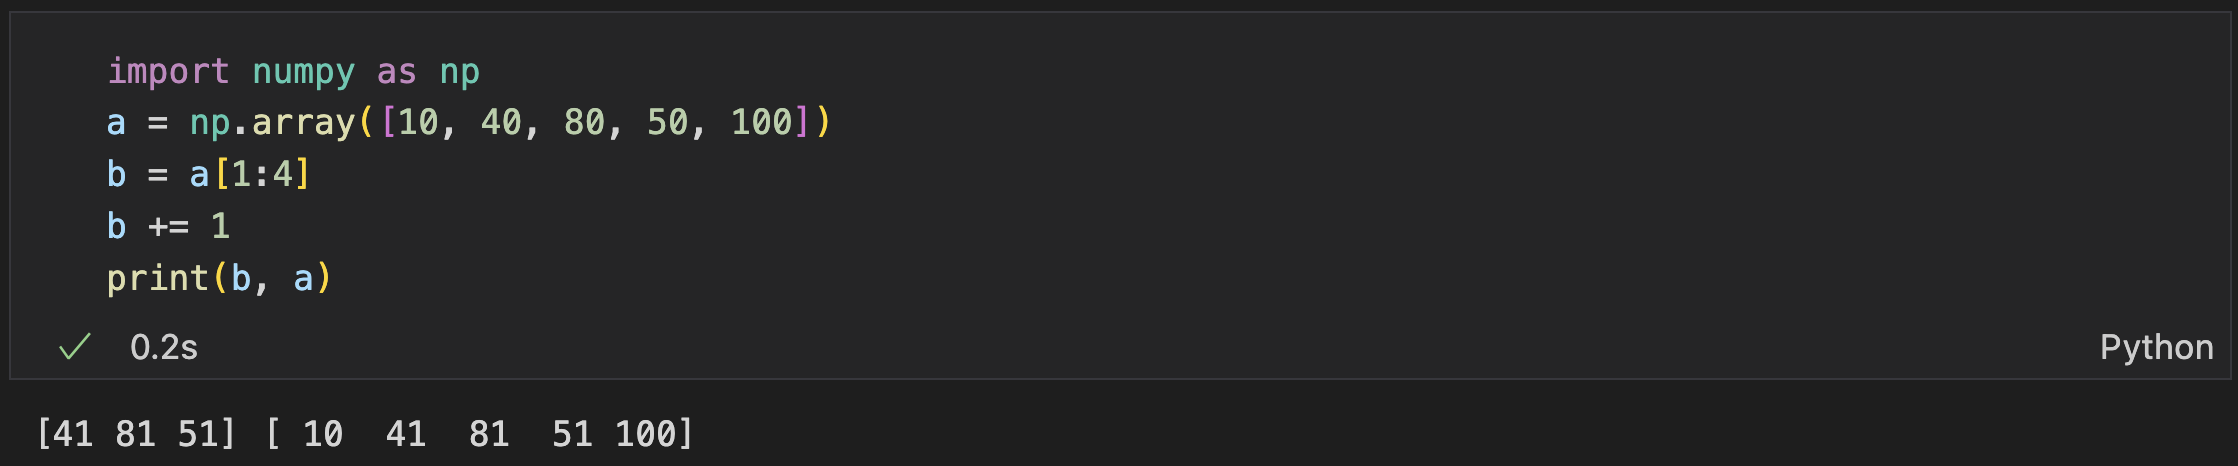 import numpy as np
a = np.array([10, 40, 80, 50, 100])
b = a[1:4]
b += 1
print(b, a)
0.2s
Python
[41 81 51] [ 10  41  81  51 100]